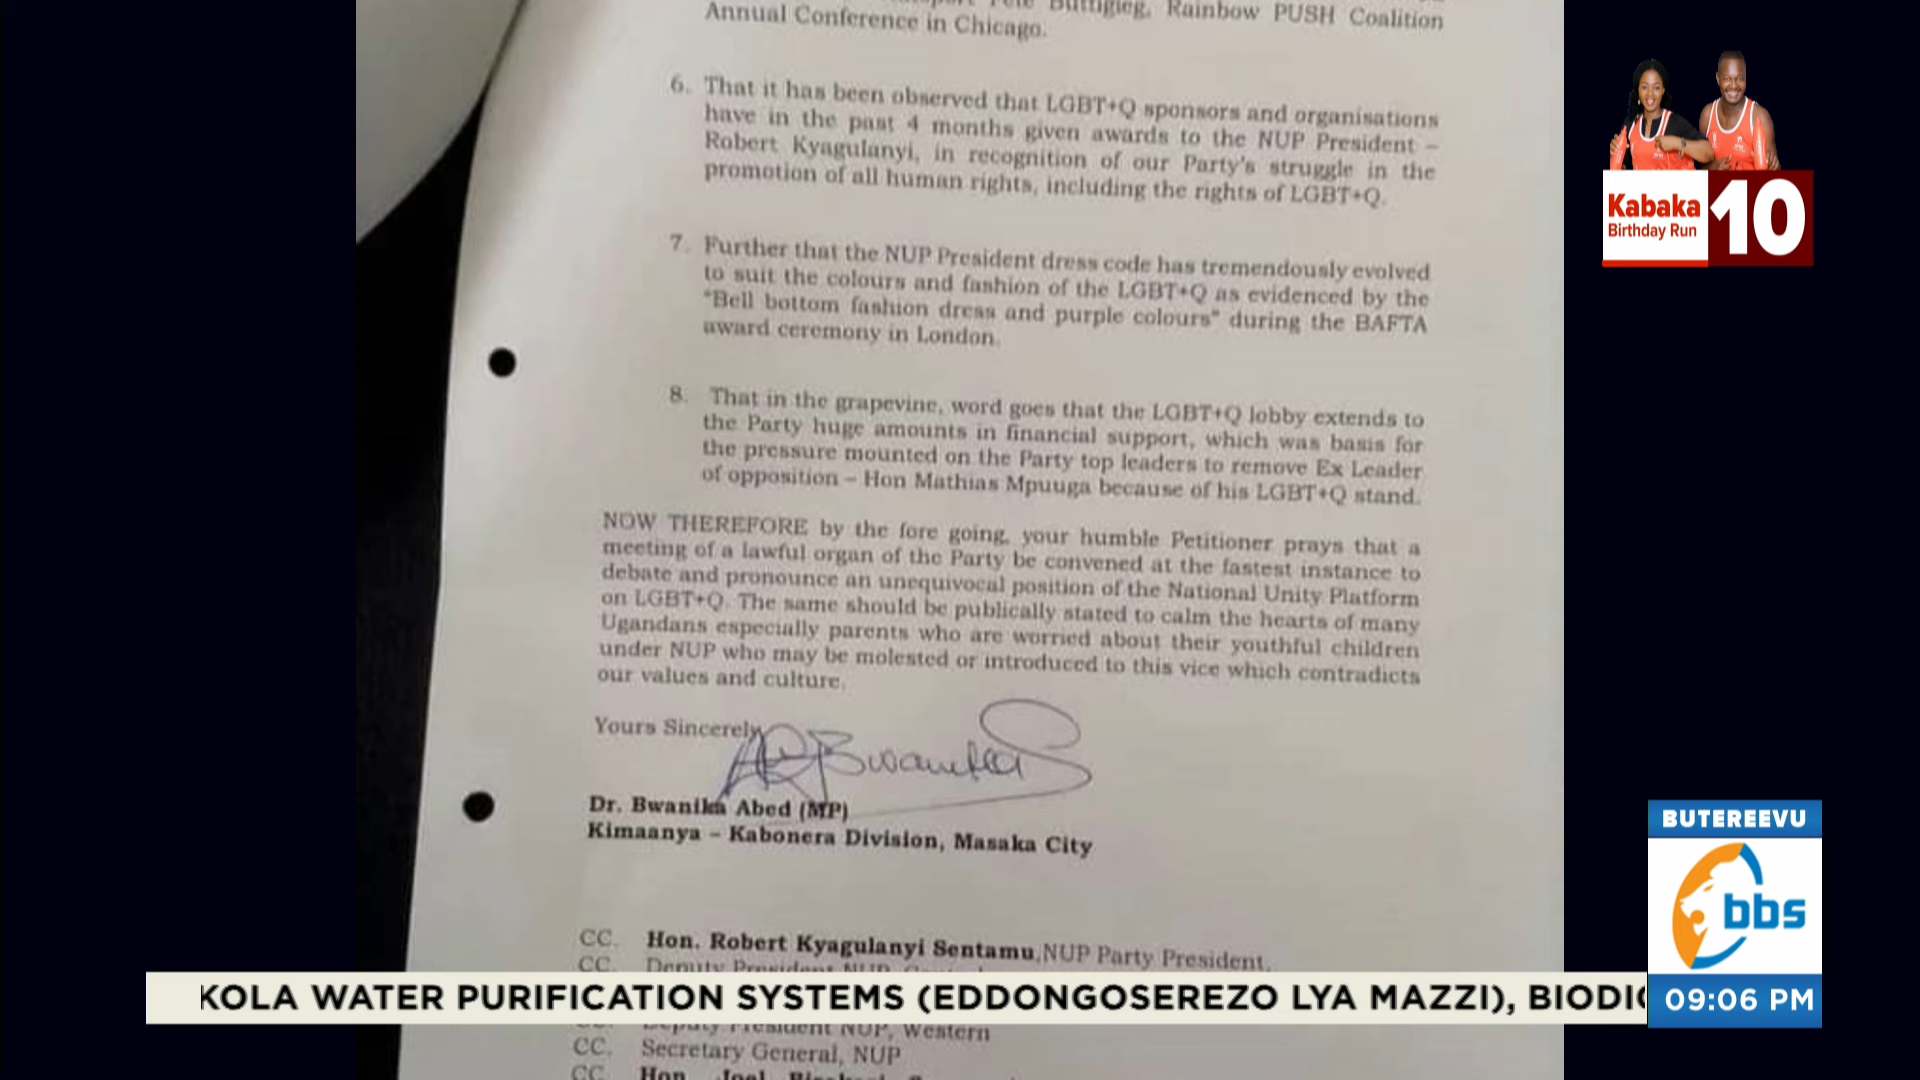 Buttigieg, Rainbow PUSH Coalition
Annual Conference in Chicago.
6. That it has been observed that LGBT+Q sponsors and organisations
have in the past 4 months given awards to the NUP President –
Robert Kyagulanyi, in recognition of our Party's struggle in the
promotion of all human rights, including the rights of LGBT+Q.
7. Further that the NUP President dress code has tremendously evolved
to suit the colours and fashion of the LGBT+Q as evidenced by the
"Bell bottom fashion dress and purple colours" during the BAFTA
award ceremony in London.
8. That in the grapevine, word goes that the LGBT+Q lobby extends to
the Party huge amounts in financial support, which was basis for
the pressure mounted on the Party top leaders to remove Ex Leader
of opposition – Hon Mathias Mpuuga because of his LGBT+Q stand.
NOW THEREFORE by the fore going, your humble Petitioner prays that a
meeting of a lawful organ of the Party be convened at the fastest instance to
debate and pronounce an unequivocal position of the National Unity Platform
on LGBT+Q. The same should be publically stated to calm the hearts of many
Ugandans especially parents who are worried about their youthful children
under NUP who may be molested or introduced to this vice which contradicts
our values and culture.
Yours Sincerely
Dr. Bwanika Abed (MP)
Kimaanya – Kabonera Division, Masaka City
CC. Hon. Robert Kyagulanyi Sentamu, NUP Party President.
CC. Deputy President NUP,
Deputy President NUP, Western
CC. Secretary General, NUP
CC. Hon. Joel
Kabaka
Birthday Run
10
BUTEREEVU
bbs
09:06 PM
KOLA WATER PURIFICATION SYSTEMS (EDDONGOSEREZO LYA MAZZI),